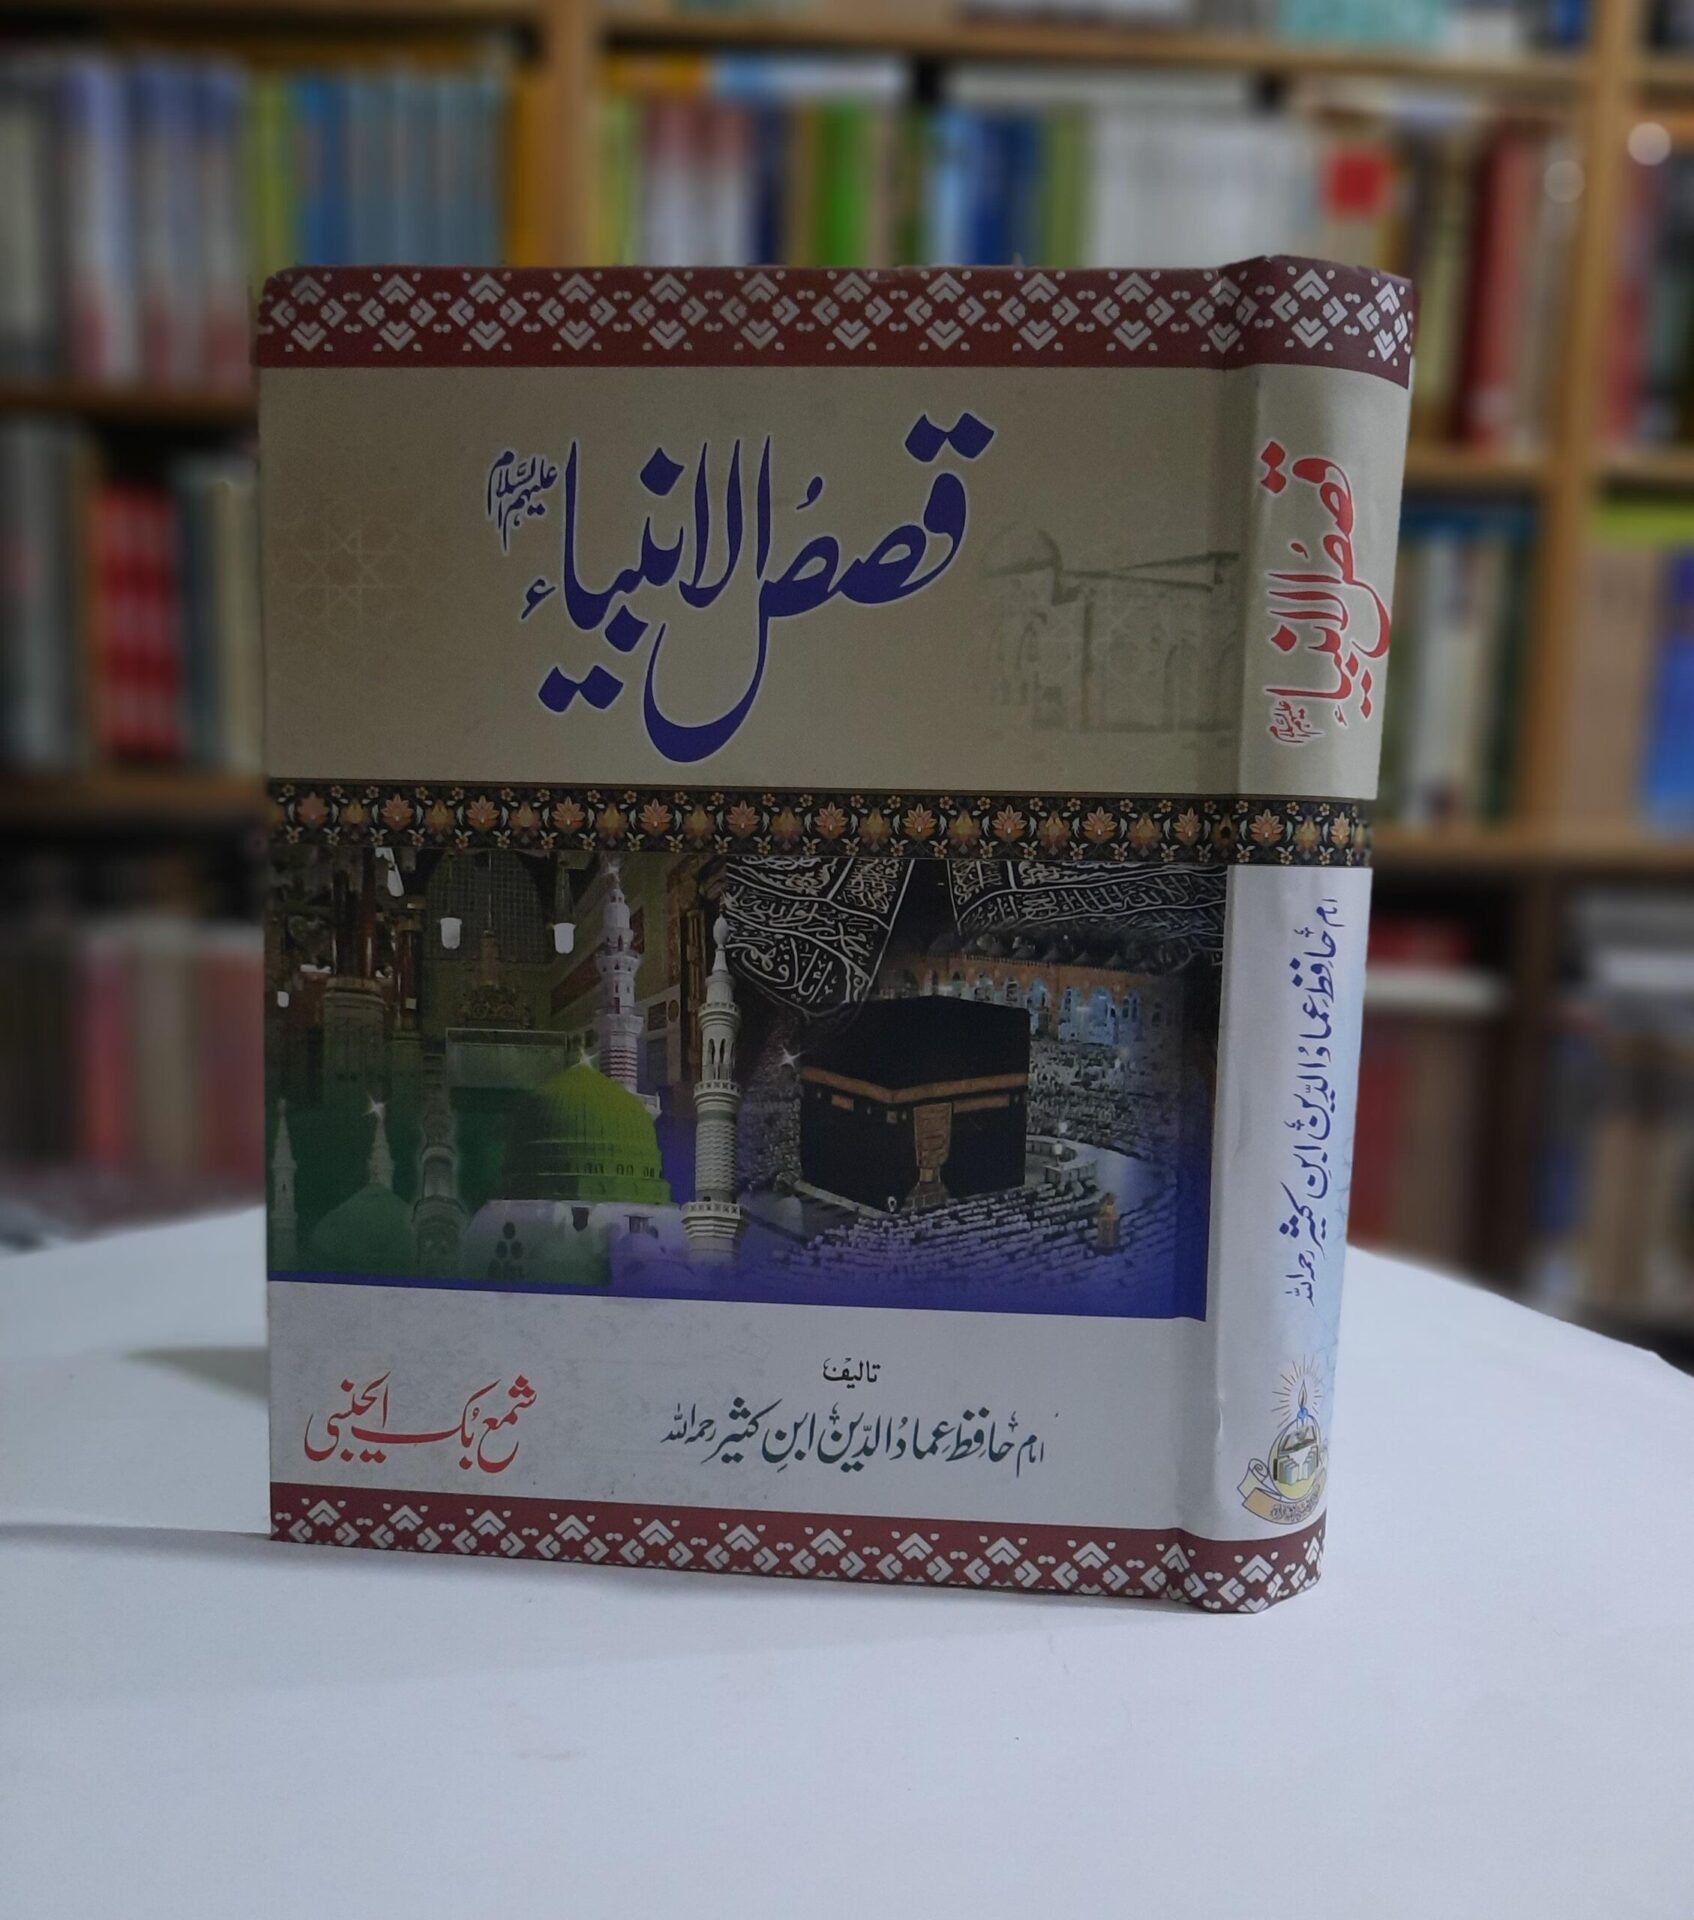 قصص الانبیاء علیہم السلام
تالیف
امام حافظ عماد الدین ابن کثیر رحمہ اللہ
شمع بک ایجنسی
قصص الانبیاء علیہم السلام
امام حافظ عماد الدین ابن کثیر رحمہ اللہ